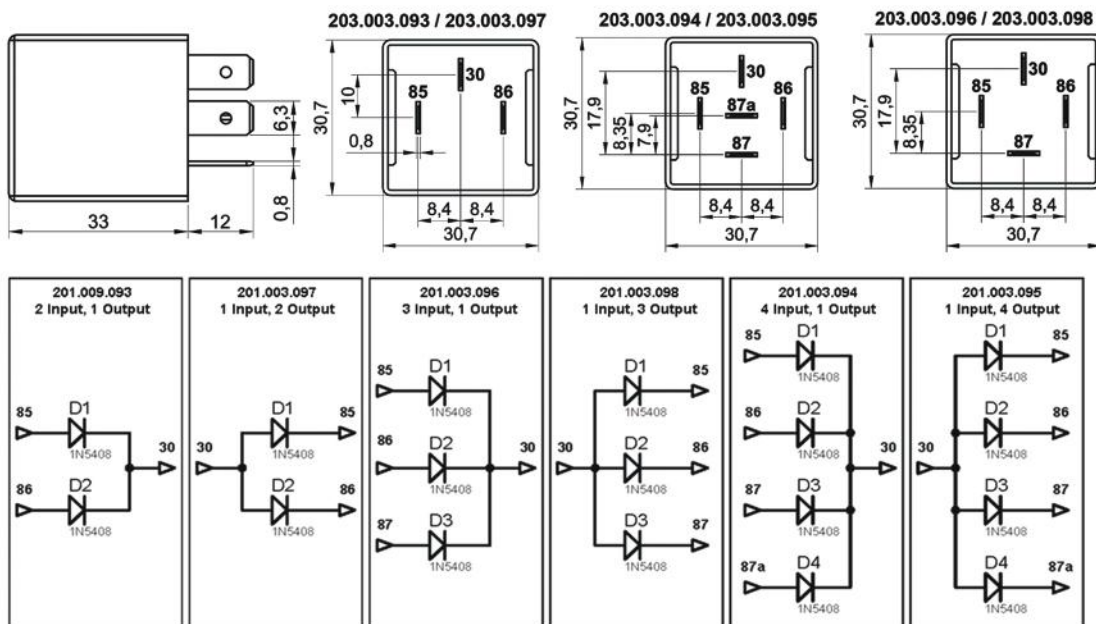 203.003.093 / 203.003.097
203.003.094 / 203.003.095
203.003.096 / 203.003.098
33
12
6,3
0,8
30,7
10
0,8
85
30
86
8,4
8,4
30,7
30,7
17,9
8,35
7,9
85
30
87a
86
87
8,4
8,4
30,7
30,7
17,9
8,35
85
30
86
87
8,4
8,4
30,7
201.009.093
2 Input, 1 Output
85
D1
1N5408
30
86
D2
1N5408
201.003.097
1 Input, 2 Output
30
D1
1N5408
85
D2
1N5408
86
201.003.096
3 Input, 1 Output
85
D1
1N5408
86
D2
1N5408
30
87
D3
1N5408
201.003.098
1 Input, 3 Output
30
D1
1N5408
85
D2
1N5408
86
D3
1N5408
87
201.003.094
4 Input, 1 Output
85
D1
1N5408
86
D2
1N5408
30
87
D3
1N5408
87a
D4
1N5408
201.003.095
1 Input, 4 Output
30
D1
1N5408
85
D2
1N5408
86
D3
1N5408
87
D4
1N5408
87a